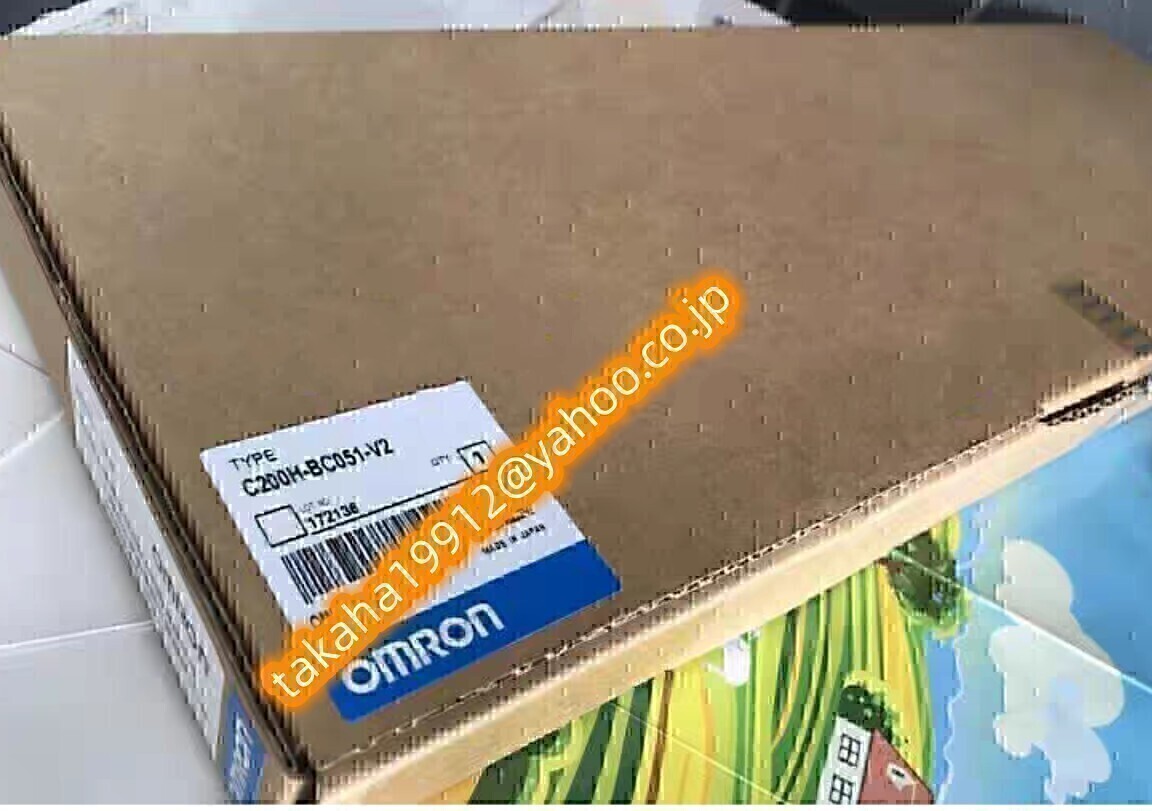 TYPE
C200H-BC051-V2
QTY. 1
LOT NO.
172136
MADE IN JAPAN
takaha19912@yahoo.co.jp
OMRON